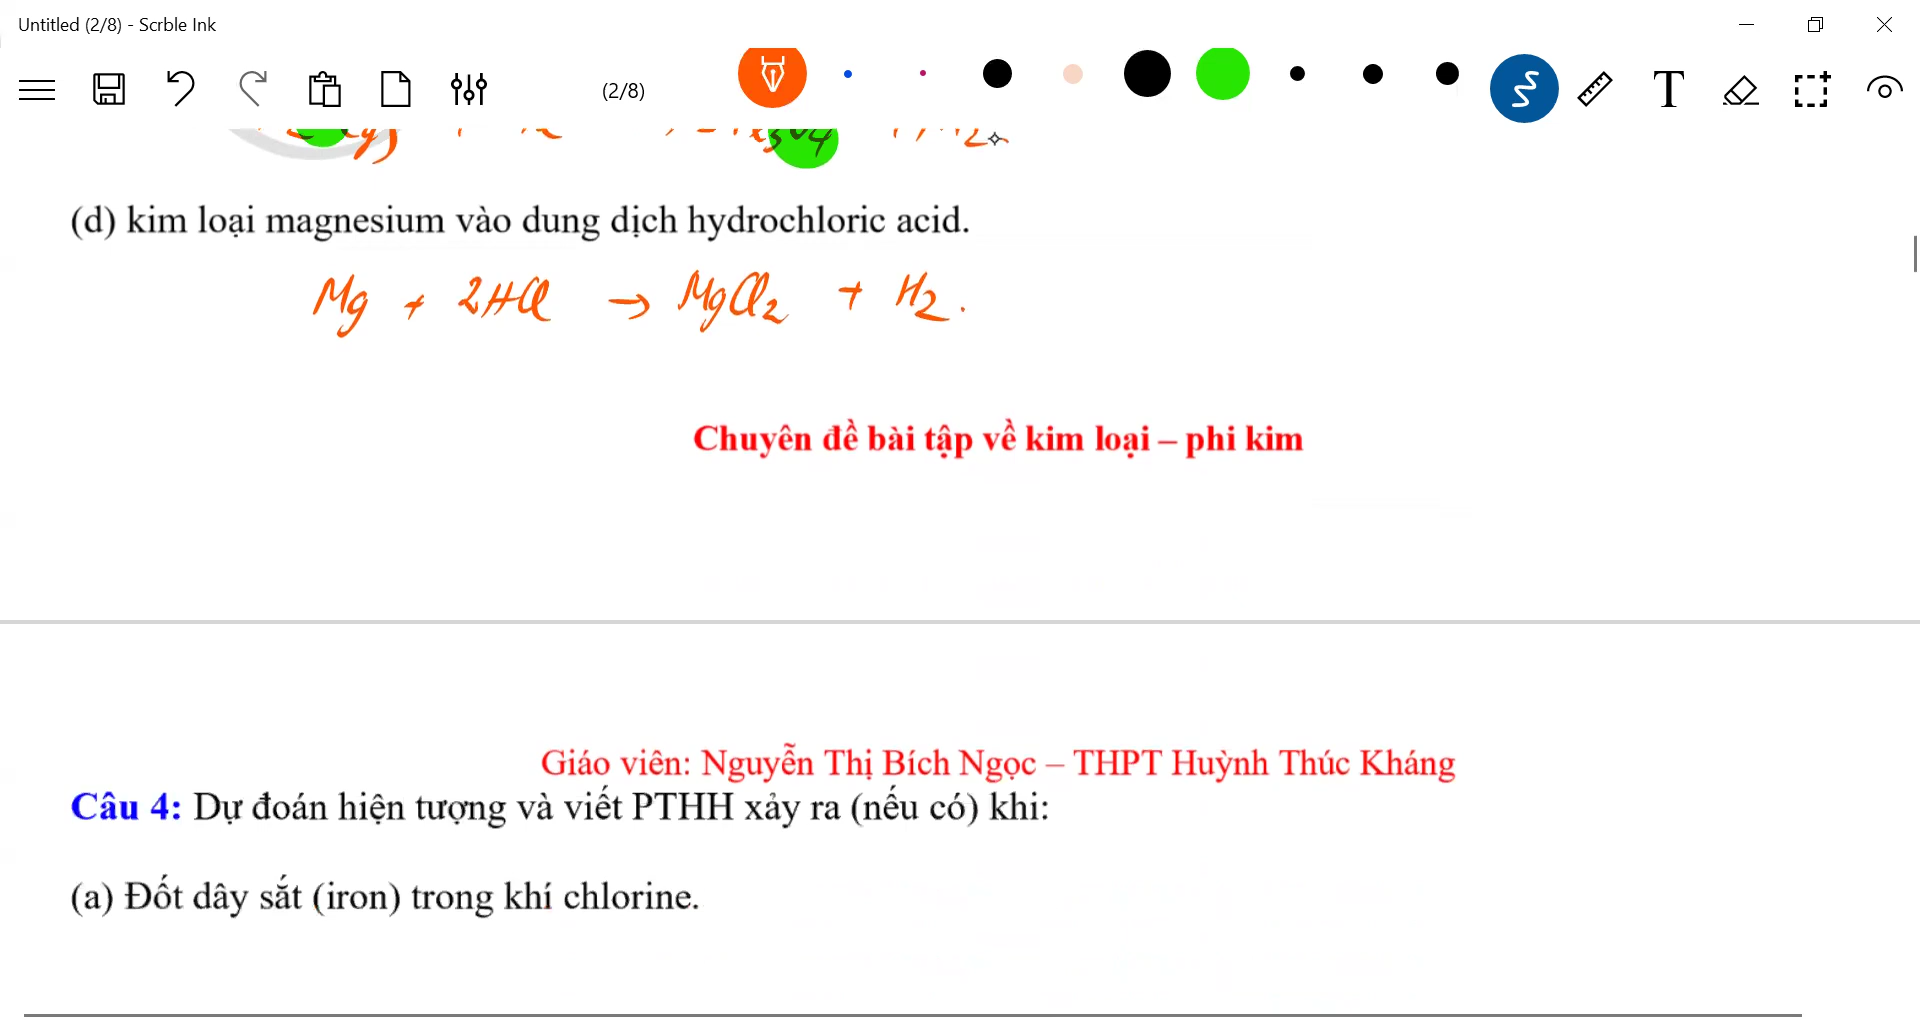 Untitled (2/8) - Scrble Ink
(2/8)
T
(d) kim loại magnesium vào dung dịch hydrochloric acid.
Mg + 2HCl → MgCl2 + H2.
Chuyên đề bài tập về kim loại – phi kim
Giáo viên: Nguyễn Thị Bích Ngọc – THPT Huỳnh Thúc Kháng
Câu 4: Dự đoán hiện tượng và viết PTHH xảy ra (nếu có) khi:
(a) Đốt dây sắt (iron) trong khí chlorine.